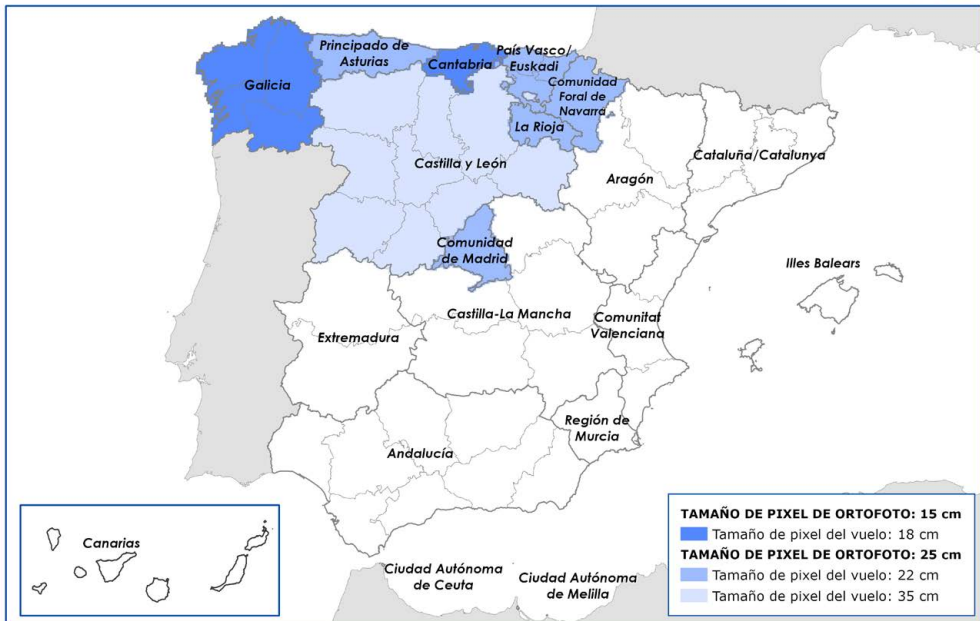 Principado de
Asturias
Cantabria
País Vasco/
Euskadi
Galicia
Comunidad
Foral de
Navarra
La Rioja
Castilla y León
Aragón
Cataluña/Catalunya
Comunidad
de Madrid
Illes Balears
Castilla-La Mancha
Comunitat
Valenciana
Extremadura
Región de
Murcia
Andalucía
Canarias
Ciudad Autónoma
de Ceuta
Ciudad Autónoma
de Melilla
TAMAÑO DE PIXEL DE ORTOFOTO: 15 cm
Tamaño de pixel del vuelo: 18 cm
TAMAÑO DE PIXEL DE ORTOFOTO: 25 cm
Tamaño de pixel del vuelo: 22 cm
Tamaño de pixel del vuelo: 35 cm